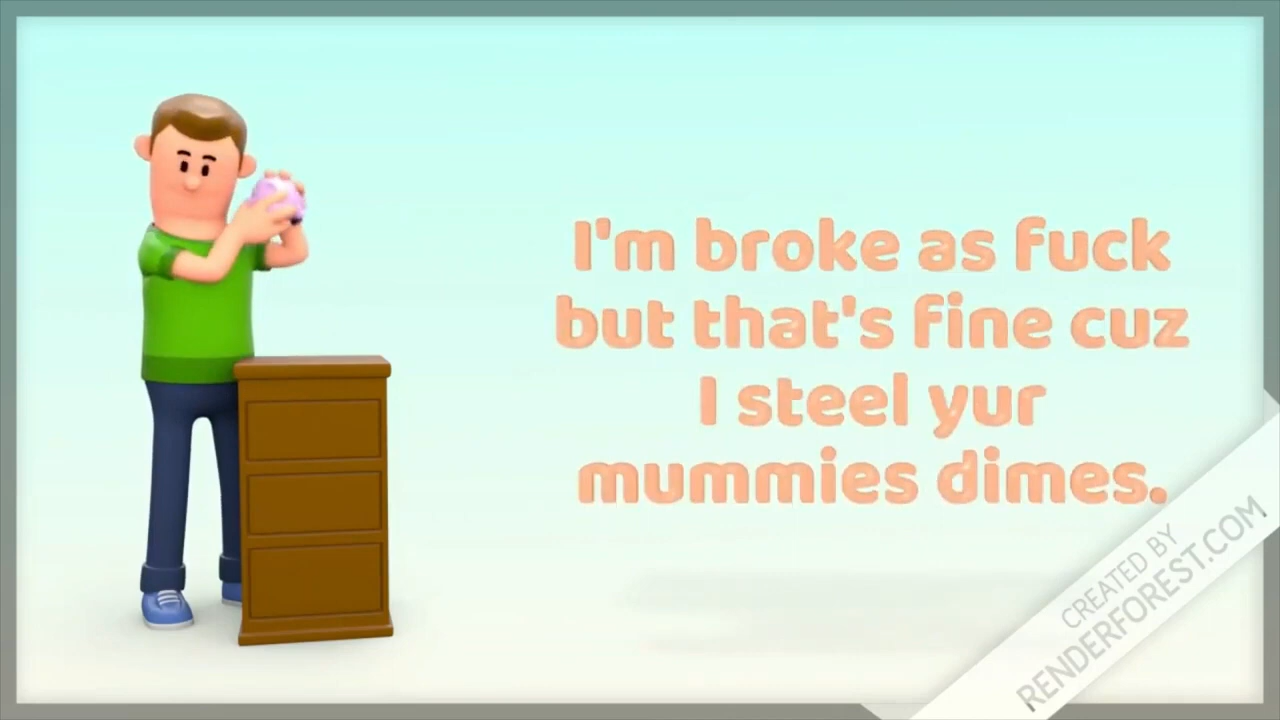 I'm broke as fuck
but that's fine cuz
I steel yur
mummies dimes.
CREATED BY
RENDERFOREST.COM